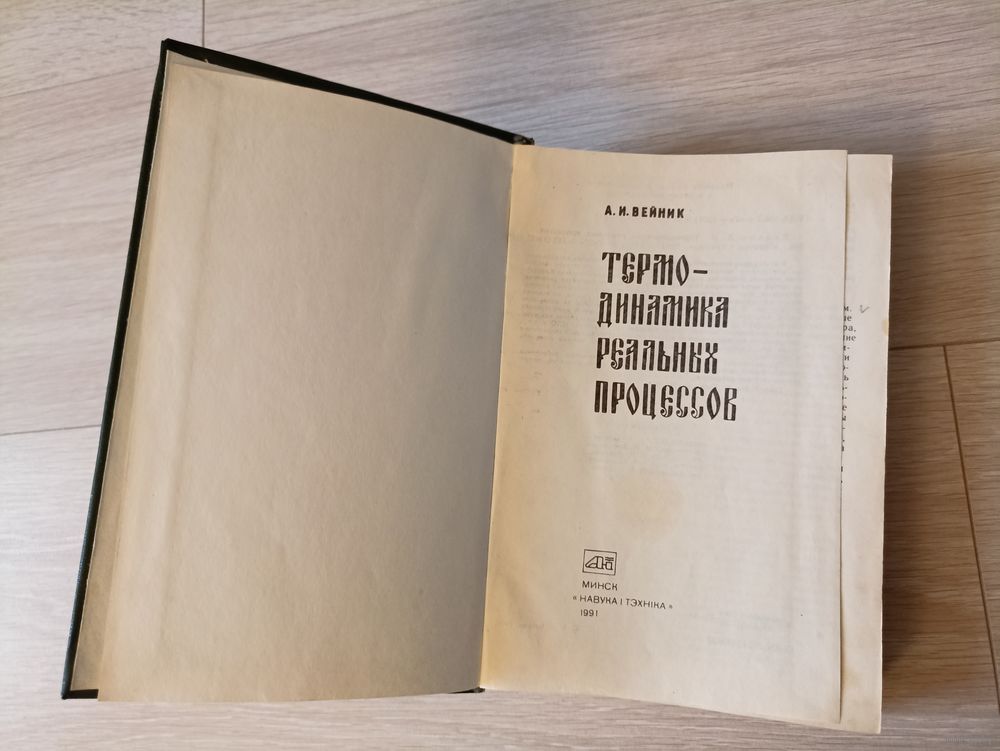 А. И. ВЕЙНИК
ТЕРМО-
ДИНАМИКА
РЕАЛЬНЫХ
ПРОЦЕССОВ
МИНСК
« НАВУКА І ТЭХНІКА »
1991